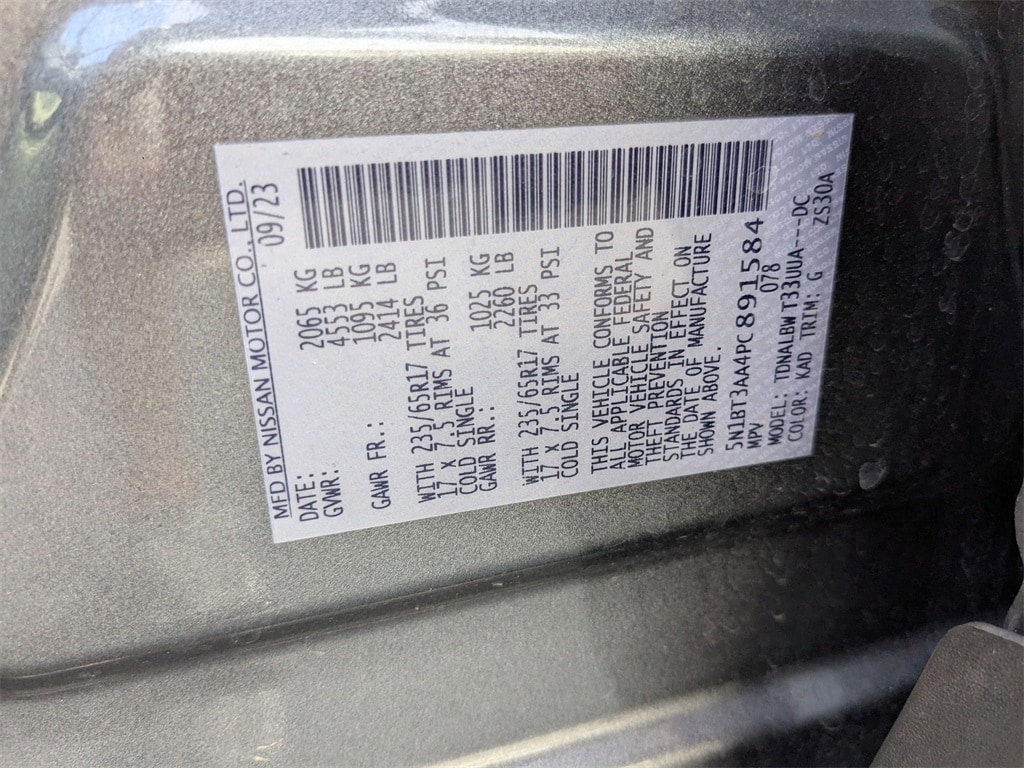 MFD BY NISSAN MOTOR CO., LTD.
DATE: 09/23
GVWR: 2065 KG
4553 LB
GAWR FR.: 1095 KG
2414 LB
WITH 235/65R17 TIRES
17 X 7.5 RIMS AT 36 PSI
COLD SINGLE
GAWR RR.: 1025 KG
2260 LB
WITH 235/65R17 TIRES
17 X 7.5 RIMS AT 33 PSI
COLD SINGLE
THIS VEHICLE CONFORMS TO
ALL APPLICABLE FEDERAL
MOTOR VEHICLE SAFETY AND
THEFT PREVENTION
STANDARDS IN EFFECT ON
THE DATE OF MANUFACTURE
SHOWN ABOVE.
5N1BT3AA4PC891584
MPV 078
MODEL: TDNALBW T33UUA---DC
COLOR: KAD TRIM: G ZS30A